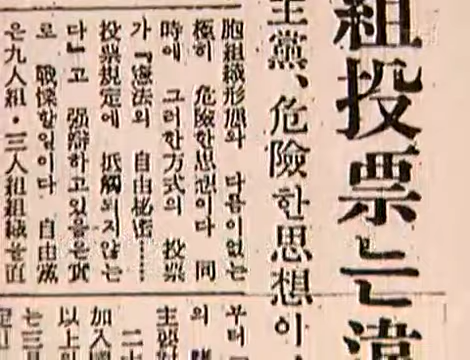 組投票는違
主黨、危險한思想이
胞組織形態와 다름이없는
極히 危險한思想이다 同
時에 그러한方式의 投票
가 『憲法의 自由秘密……
投票規定에 抵觸되지않는
다』고 强辯하고있음은實
로 戰慄할일이다 自由黨
은九人組・三人組組織을直
부터
의
主要
二十
加入
以上의
는三